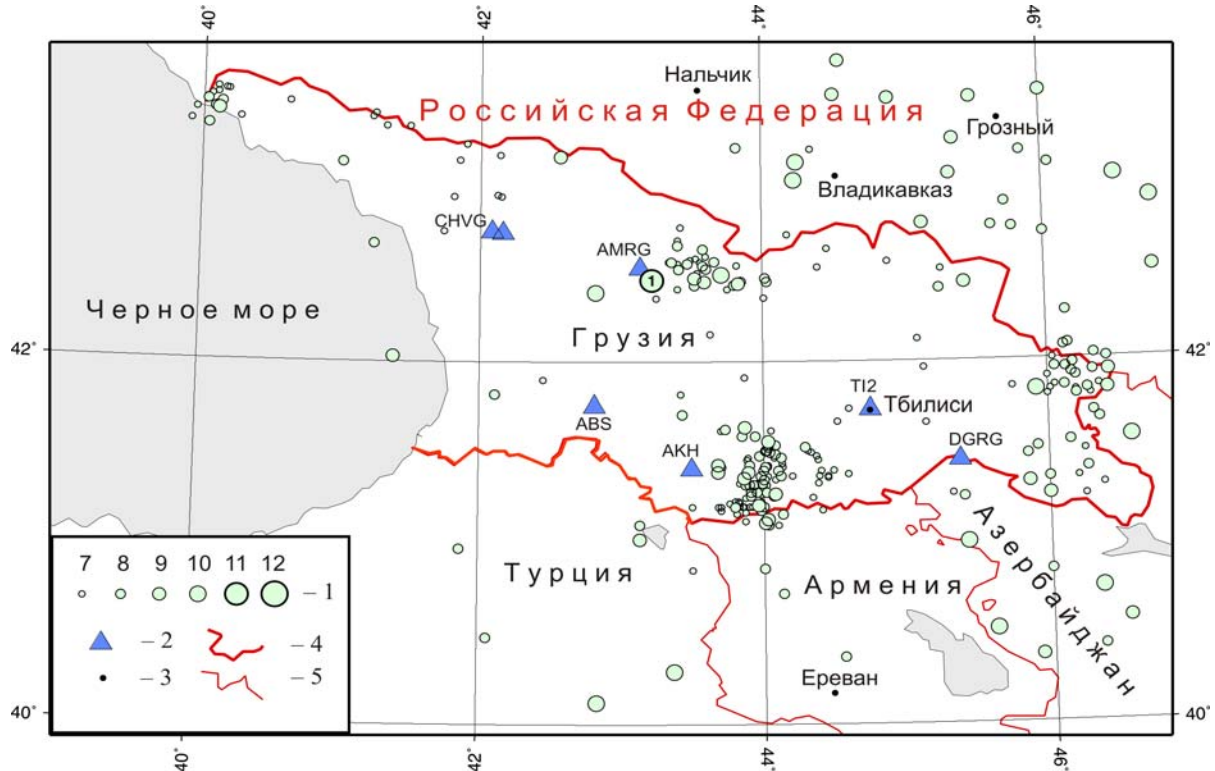 40°
42°
44°
46°
Нальчик
Российская Федерация
Грозный
Владикавказ
CHVG
AMRG
1
Черное море
Грузия
42°
42°
TI2
Тбилиси
ABS
AKH
DGRG
Азербайджан
7 8 9 10 11 12
– 1
– 2
– 4
– 3
– 5
Турция
Армения
Ереван
40°
40°
40°
42°
44°
46°